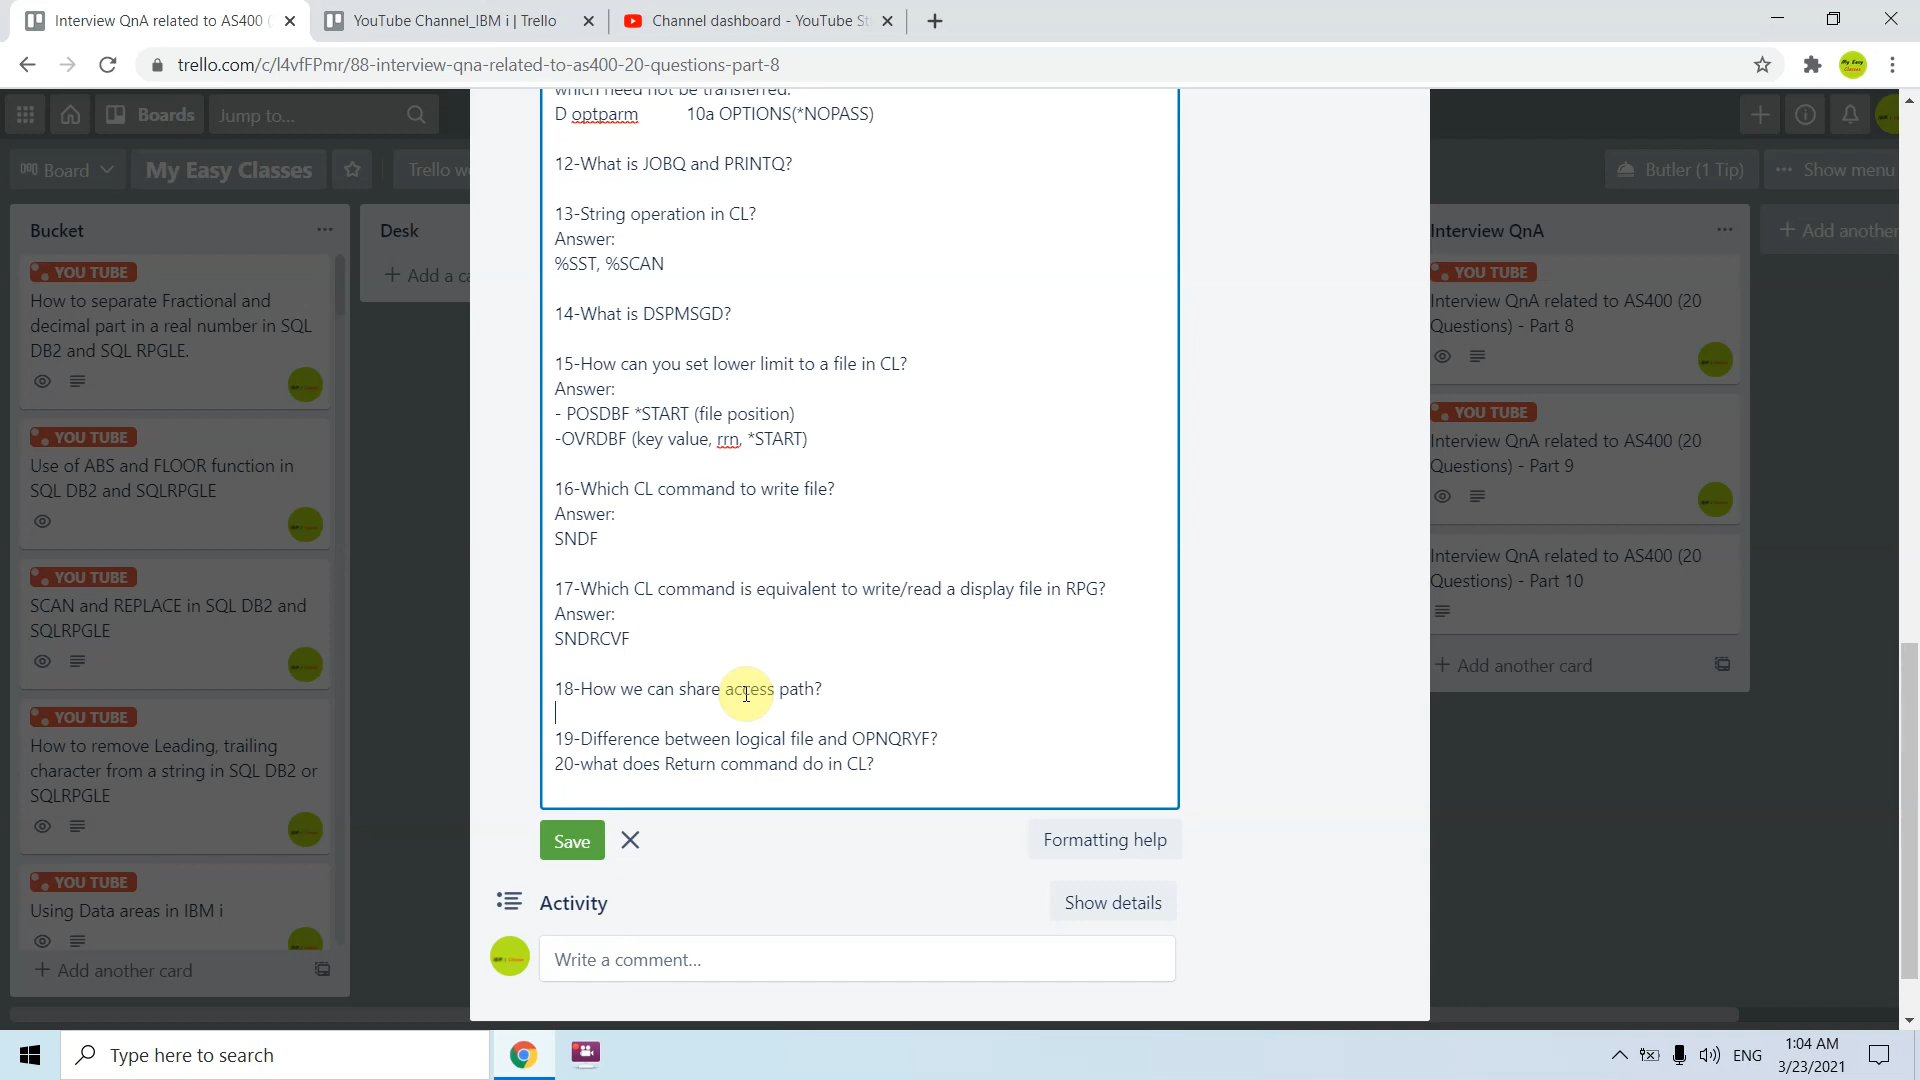 Interview QnA related to AS400 (
YouTube Channel_IBM i | Trello
Channel dashboard - YouTube St
trello.com/c/l4vfFPmr/88-interview-qna-related-to-as400-20-questions-part-8
Boards
Jump to...
Board
My Easy Classes
Trello w
Butler (1 Tip)
Show menu
Bucket
YOU TUBE
How to separate Fractional and
decimal part in a real number in SQL
DB2 and SQL RPGLE.
YOU TUBE
Use of ABS and FLOOR function in
SQL DB2 and SQLRPGLE
YOU TUBE
SCAN and REPLACE in SQL DB2 and
SQLRPGLE
YOU TUBE
How to remove Leading, trailing
character from a string in SQL DB2 or
SQLRPGLE
YOU TUBE
Using Data areas in IBM i
+ Add another card
Desk
+ Add a ca
which need not be transferred.
D optparm 10a OPTIONS(*NOPASS)
12-What is JOBQ and PRINTQ?
13-String operation in CL?
Answer:
%SST, %SCAN
14-What is DSPMSGD?
15-How can you set lower limit to a file in CL?
Answer:
- POSDBF *START (file position)
-OVRDBF (key value, rrn, *START)
16-Which CL command to write file?
Answer:
SNDF
17-Which CL command is equivalent to write/read a display file in RPG?
Answer:
SNDRCVF
18-How we can share access path?
19-Difference between logical file and OPNQRYF?
20-what does Return command do in CL?
Save
Formatting help
Activity
Show details
Write a comment...
Interview QnA
YOU TUBE
Interview QnA related to AS400 (20
Questions) - Part 8
YOU TUBE
Interview QnA related to AS400 (20
Questions) - Part 9
Interview QnA related to AS400 (20
Questions) - Part 10
+ Add another card
+ Add another
Type here to search
ENG
1:04 AM
3/23/2021